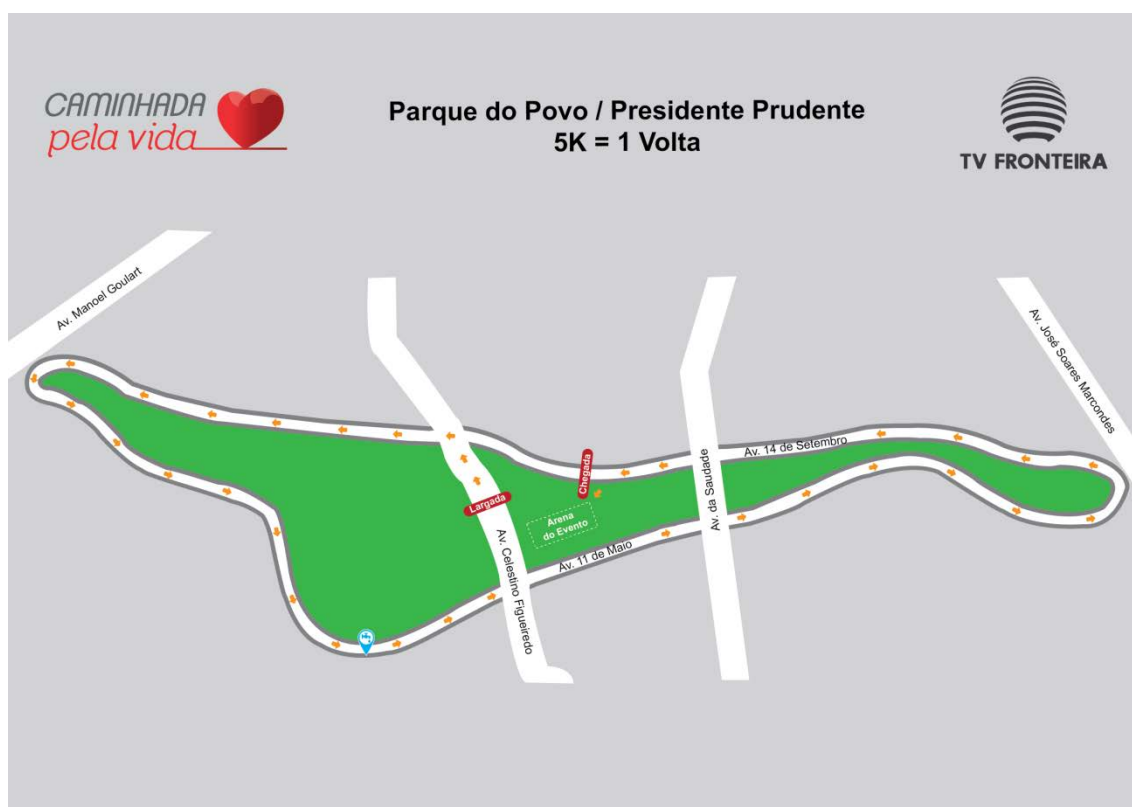 CAMINHADA
pela vida
Parque do Povo / Presidente Prudente
5K = 1 Volta
TV FRONTEIRA
Av. Manoel Goulart
Av. José Soares Marcondes
Av. 14 de Setembro
Chegada
Largada
Av. da Saudade
Arena
do Evento
Av. 11 de Maio
Av. Celestino Figueiredo